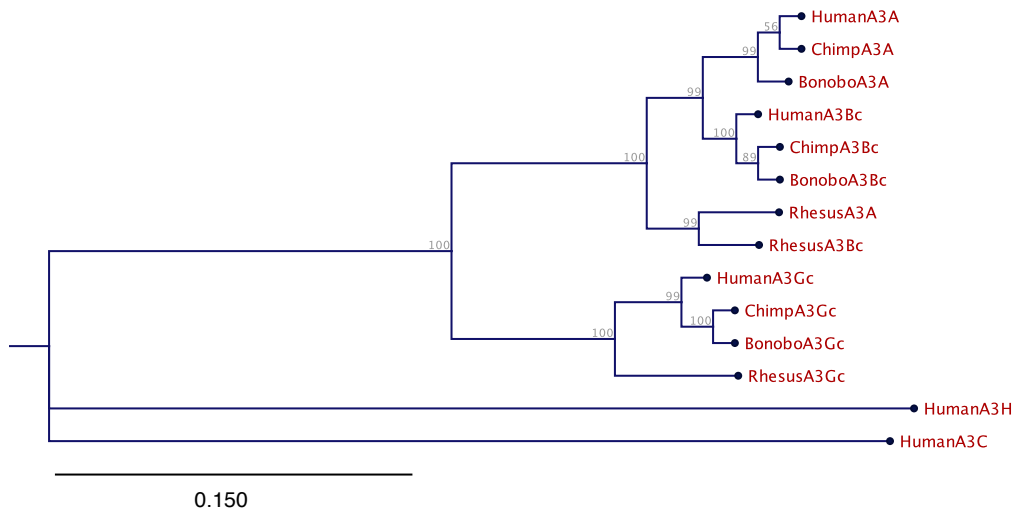 HumanA3A
56
ChimpA3A
99
BonoboA3A
99
HumanA3Bc
100
ChimpA3Bc
100
89
BonoboA3Bc
RhesusA3A
99
RhesusA3Bc
100
HumanA3Gc
99
ChimpA3Gc
100
100
BonoboA3Gc
RhesusA3Gc
HumanA3H
HumanA3C
0.150